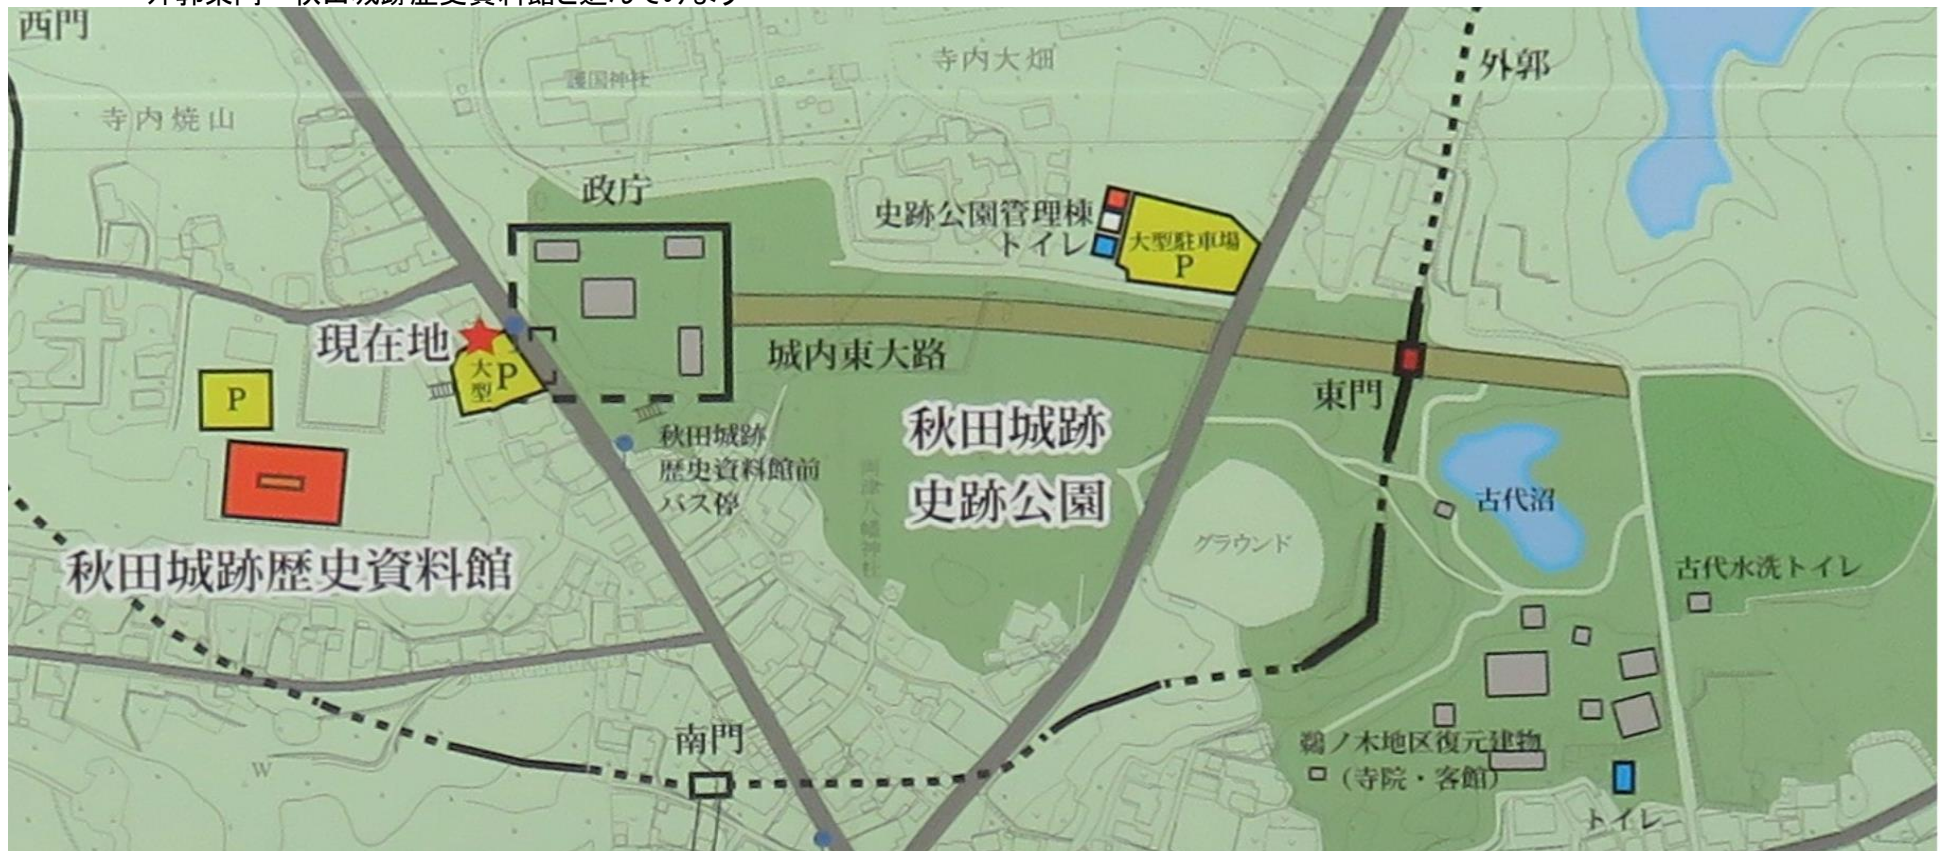 西門
寺内焼山
護国神社
寺内大畑
外郭
政庁
史跡公園管理棟
トイレ
大型駐車場
P
現在地
大型
P
P
城内東大路
東門
秋田城跡
史跡公園
秋田城跡
歴史資料館前
バス停
古代沼
グラウンド
古代水洗トイレ
秋田城跡歴史資料館
南門
鵜ノ木地区復元建物
(寺院・客館)
トイレ
W